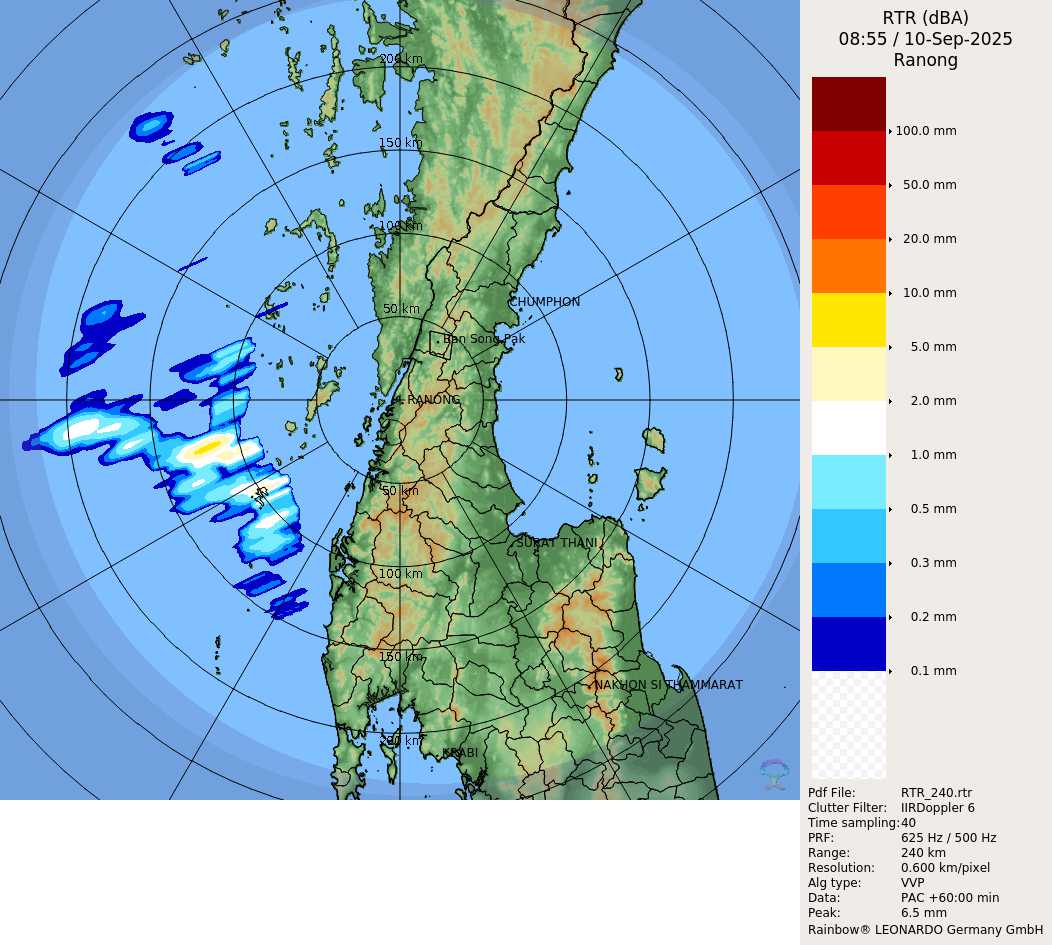 RTR (dBA)
08:55 / 10-Sep-2025
Ranong
200 km
150 km
100 km
50 km
CHUMPHON
Ban Song Pak
RANONG
50 km
SURAT THANI
100 km
150 km
NAKHON SI THAMMARAT
200 km
KRABI
100.0 mm
50.0 mm
20.0 mm
10.0 mm
5.0 mm
2.0 mm
1.0 mm
0.5 mm
0.3 mm
0.2 mm
0.1 mm
Pdf File: RTR_240.rtr
Clutter Filter: IIRDoppler 6
Time sampling:40
PRF: 625 Hz / 500 Hz
Range: 240 km
Resolution: 0.600 km/pixel
Alg type: VVP
Data: PAC +60:00 min
Peak: 6.5 mm
Rainbow® LEONARDO Germany GmbH